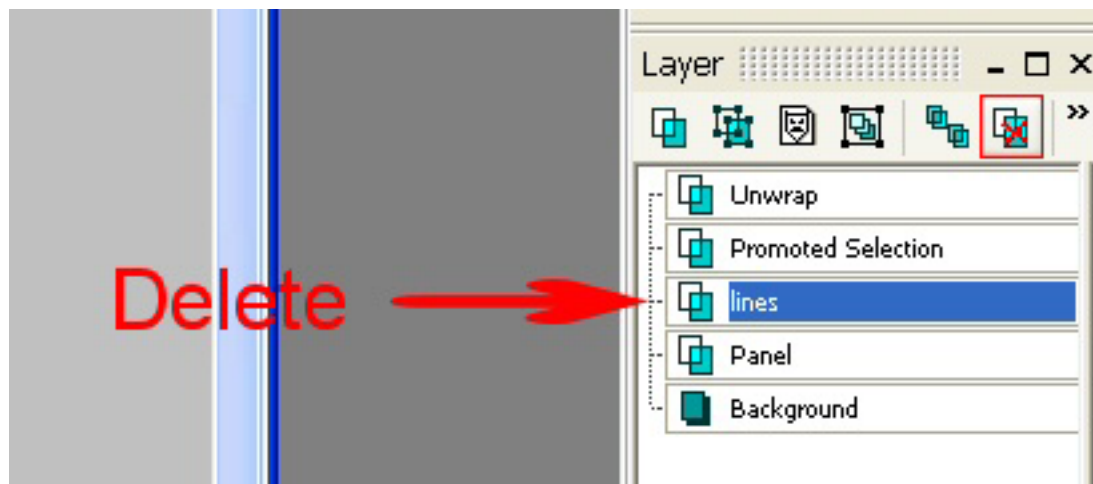 Layer
Unwrap
Promoted Selection
Delete
lines
Panel
Background